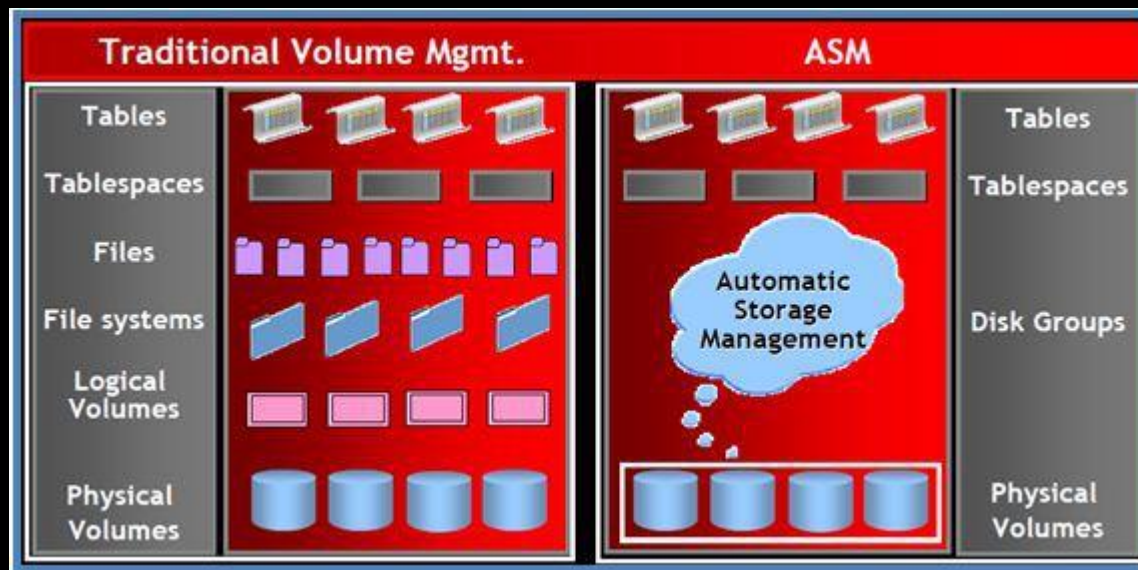 Traditional Volume Mgmt.
ASM
Tables
Tablespaces
Files
File systems
Logical
Volumes
Physical
Volumes
Automatic
Storage
Management
Tables
Tablespaces
Disk Groups
Physical
Volumes